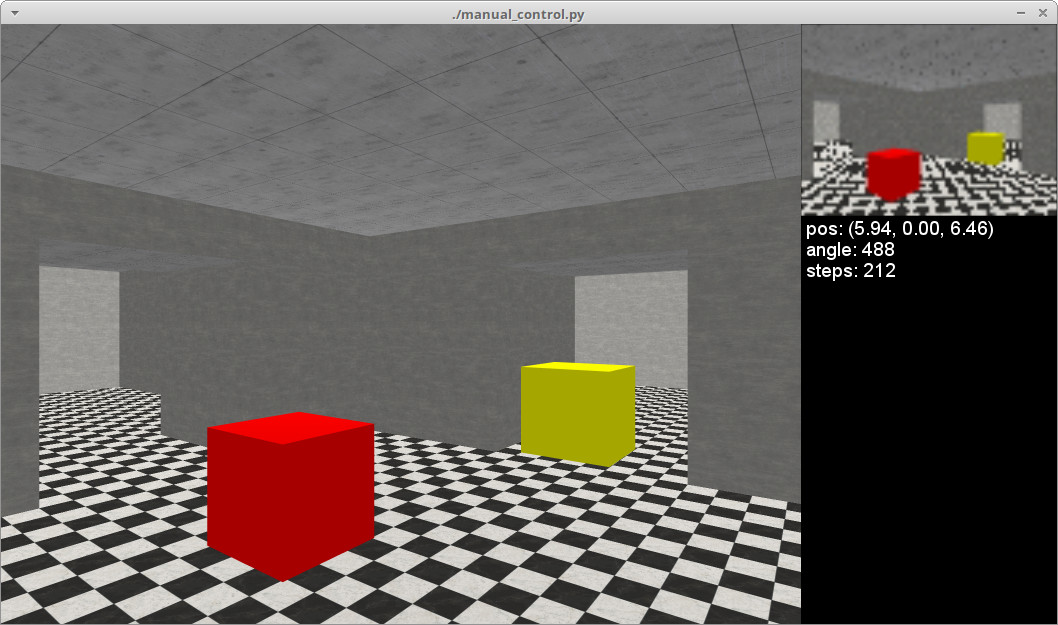 ./manual_control.py
pos: (5.94, 0.00, 6.46)
angle: 488
steps: 212